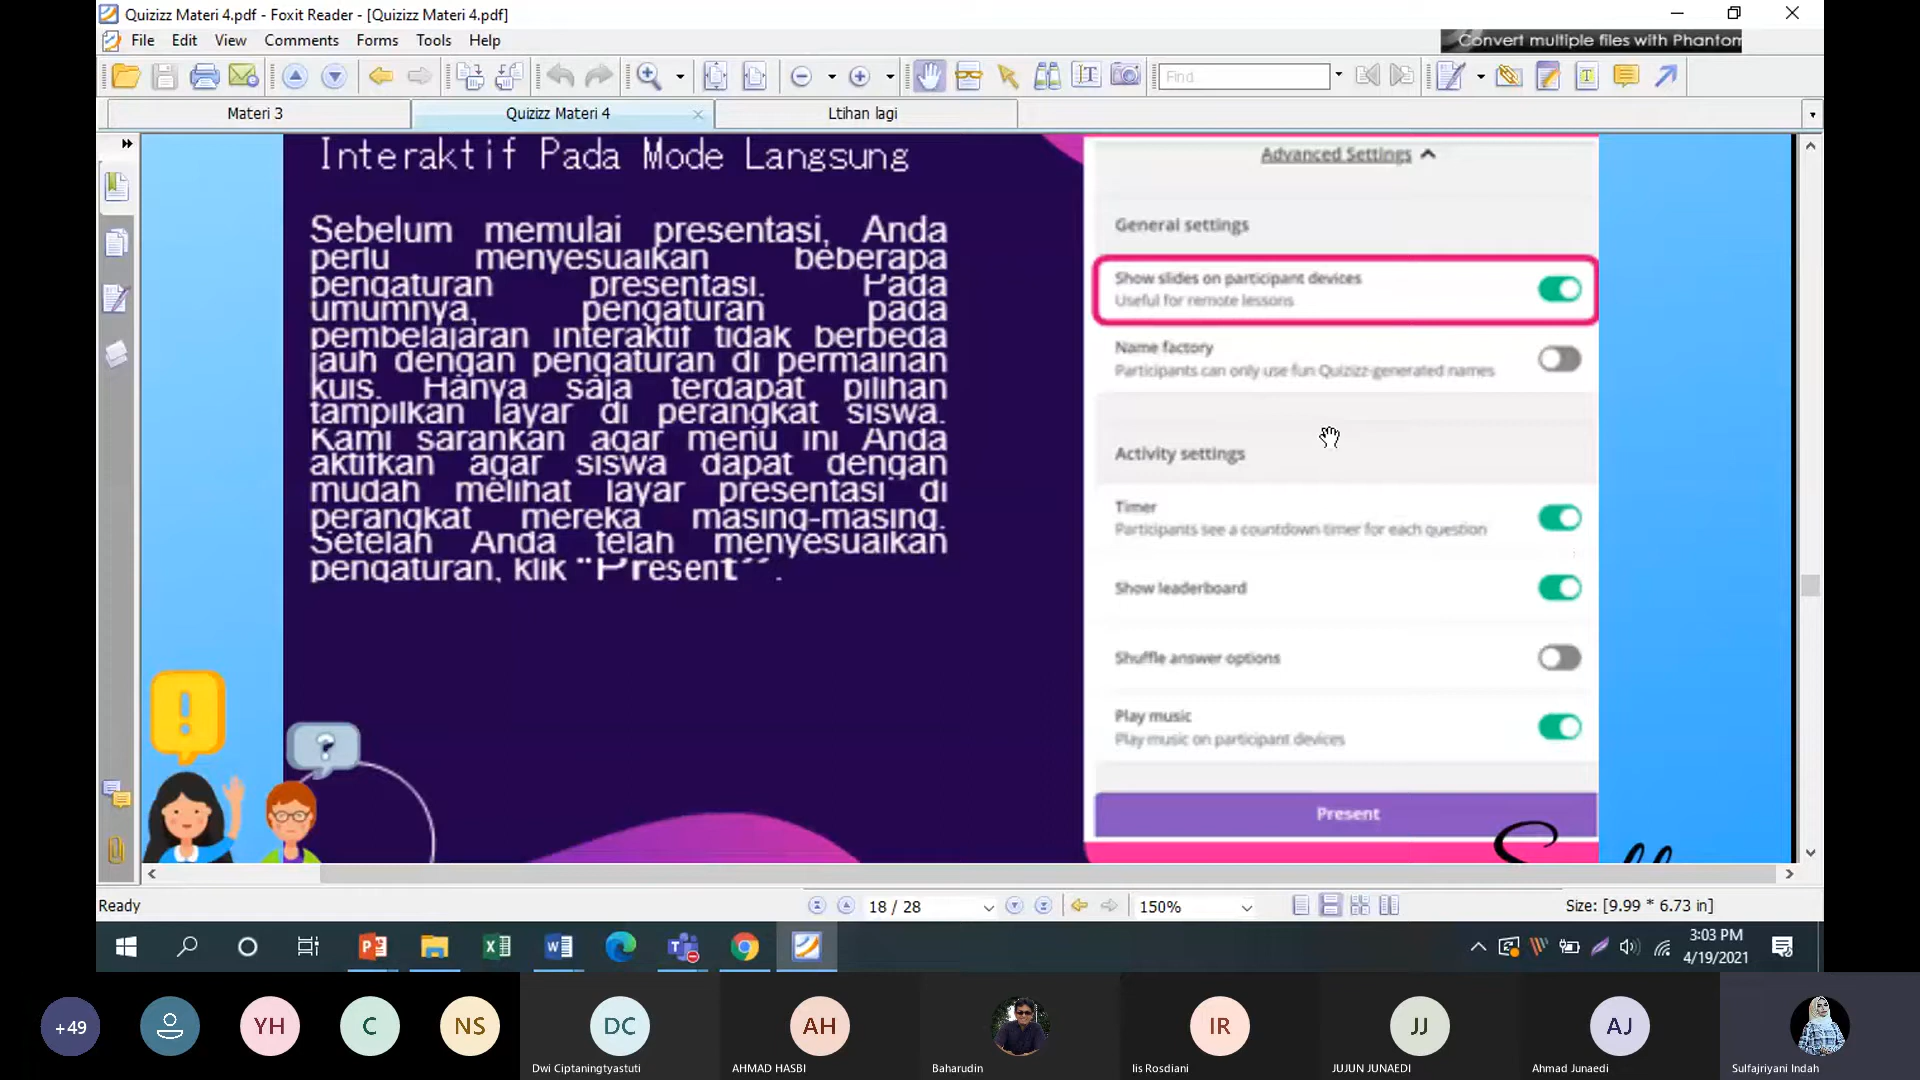 Quizizz Materi 4.pdf - Foxit Reader - [Quizizz Materi 4.pdf]
File Edit View Comments Forms Tools Help
Convert multiple files with Phantom
Find
Materi 3
Quizizz Materi 4
Ltihan lagi
Interaktif Pada Mode Langsung
Sebelum memulai presentasi, Anda
perlu menyesuaikan beberapa
pengaturan presentasi. Pada
umumnya, pengaturan pada
pembelajaran interaktif tidak berbeda
jauh dengan pengaturan di permainan
kuis. Hanya saja terdapat pilihan
tampilkan layar di perangkat siswa.
Kami sarankan agar menu ini Anda
aktifkan agar siswa dapat dengan
mudah melihat layar presentasi di
perangkat mereka masing-masing.
Setelah Anda telah menyesuaikan
pengaturan, klik "Present".
Advanced Settings
General settings
Show slides on participant devices
Useful for remote lessons
Name factory
Participants can only use fun Quizizz-generated names
Activity settings
Timer
Participants see a countdown timer for each question
Show leaderboard
Shuffle answer options
Play music
Play music on participant devices
Present
Ready
18 / 28
150%
Size: [9.99 * 6.73 in]
3:03 PM
4/19/2021
+49
YH
C
NS
DC
AH
IR
JJ
AJ
Dwi Ciptaningtyastuti
AHMAD HASBI
Baharudin
Iis Rosdiani
JUJUN JUNAEDI
Ahmad Junaedi
Sulfajriyani Indah